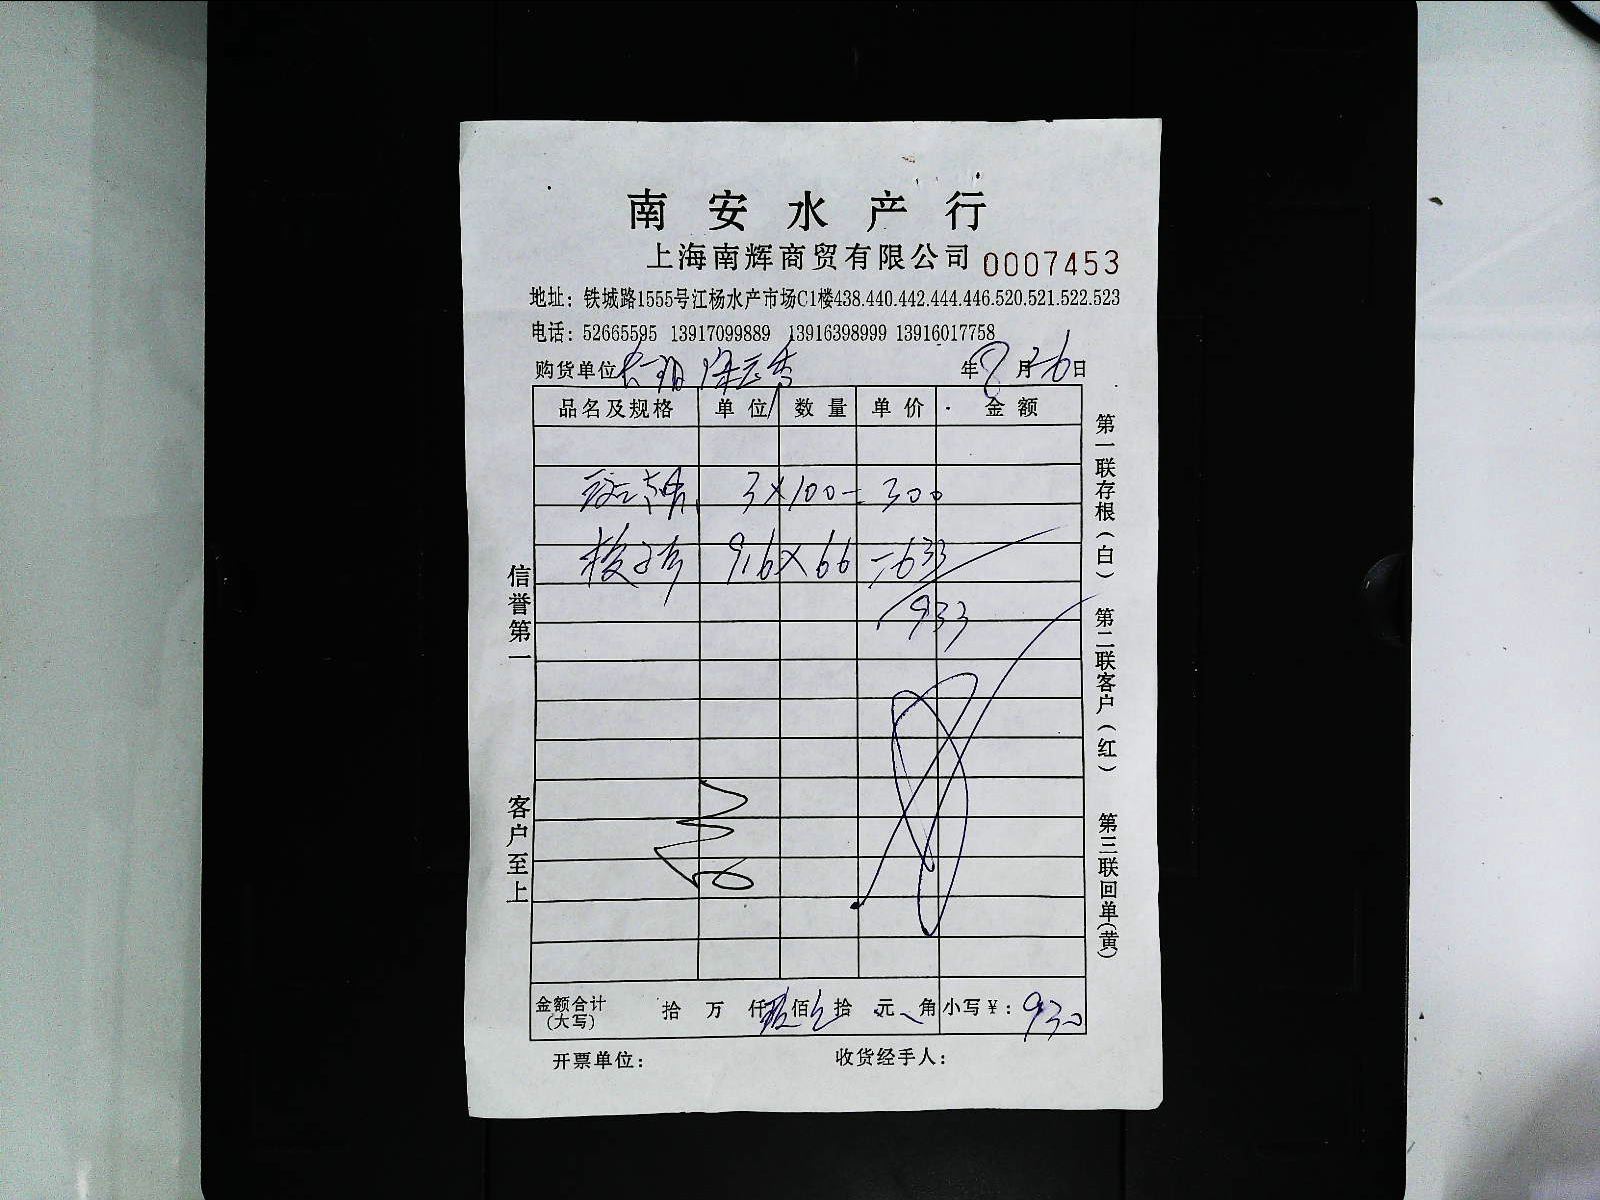 南安水产行
上海南辉商贸有限公司 0007453
地址：铁城路1555号江杨水产市场C1楼438.440.442.444.446.520.521.522.523
电话：52665595 13917099889 13916398999 13916017758
购货单位 年8月26日
品名及规格 单位 数量 单价 金额
3×100=300
梭子 9.6×66=633
933
金额合计（大写） 拾 万 仟 佰 拾 元 角 小写￥：930
开票单位： 收货经手人：
信誉第一 客户至上
第一联存根（白） 第二联客户（红） 第三联回单（黄）